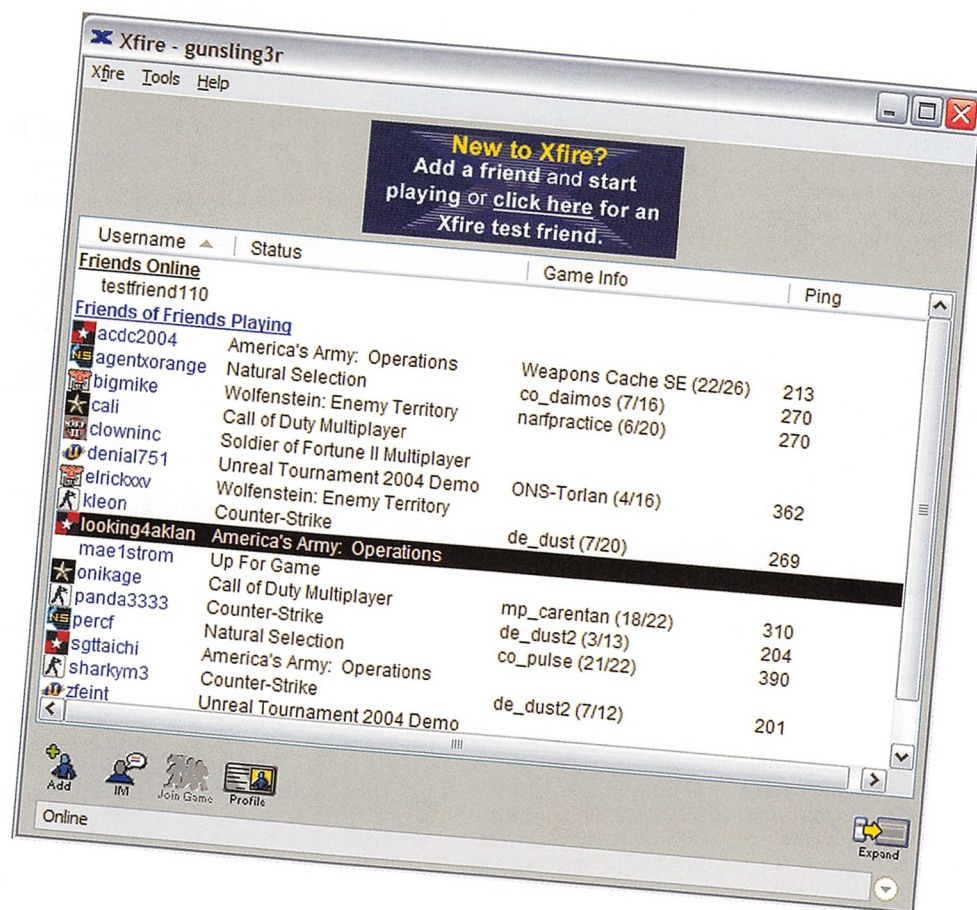 Xfire - gunsling3r
Xfire Tools Help
New to Xfire?
Add a friend and start
playing or click here for an
Xfire test friend.
Username Status Game Info Ping
Friends Online
testfriend110
Friends of Friends Playing
acdc2004 America's Army: Operations Weapons Cache SE (22/26) 213
NS agentxorange Natural Selection co_daimos (7/16) 270
bigmike Wolfenstein: Enemy Territory narfpractice (6/20) 270
cali Call of Duty Multiplayer
clowninc Soldier of Fortune II Multiplayer
denial751 Unreal Tournament 2004 Demo ONS-Torlan (4/16) 362
elrickxxv Wolfenstein: Enemy Territory
kleon Counter-Strike de_dust (7/20) 269
looking4aklan America's Army: Operations
mae1strom Up For Game
onikage Call of Duty Multiplayer mp_carentan (18/22) 310
panda3333 Counter-Strike de_dust2 (3/13) 204
NS percf Natural Selection co_pulse (21/22) 390
sgttaichi America's Army: Operations
sharkym3 Counter-Strike de_dust2 (7/12) 201
zfeint Unreal Tournament 2004 Demo
Add IM Join Game Profile
Expand
Online